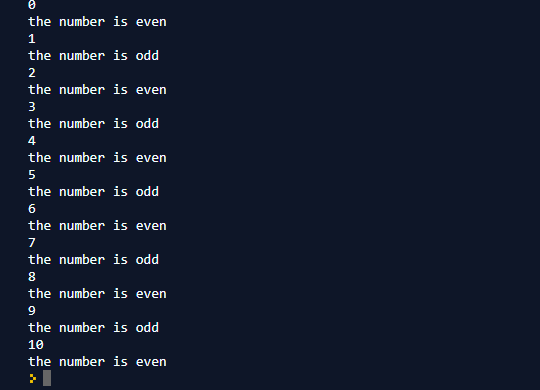 0
the number is even
1
the number is odd
2
the number is even
3
the number is odd
4
the number is even
5
the number is odd
6
the number is even
7
the number is odd
8
the number is even
9
the number is odd
10
the number is even
>